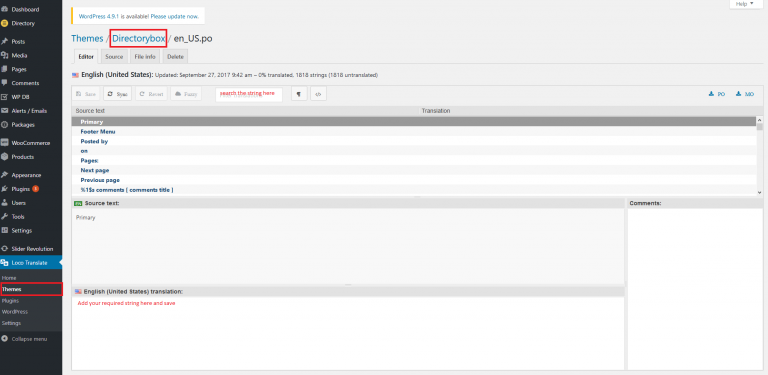 Help
WordPress 4.9.1 is available! Please update now.
Themes / Directorybox / en_US.po
Editor Source File info Delete
English (United States): Updated: September 27, 2017 9:42 am – 0% translated, 1818 strings (1818 untranslated)
Save Sync Revert Fuzzy search the string here ¶ </> PO MO
Source text Translation
Primary
Footer Menu
Posted by
on
Pages:
Next page
Previous page
%1$s comments [ comments title ]
EN Source text: Comments:
Primary
English (United States) translation:
Add your required string here and save
Dashboard
Directory
Posts
Media
Pages
Comments
WP DB
Alerts / Emails
Packages
WooCommerce
Products
Appearance
Plugins 3
Users
Tools
Settings
Slider Revolution
Loco Translate
Home
Themes
Plugins
WordPress
Settings
Collapse menu